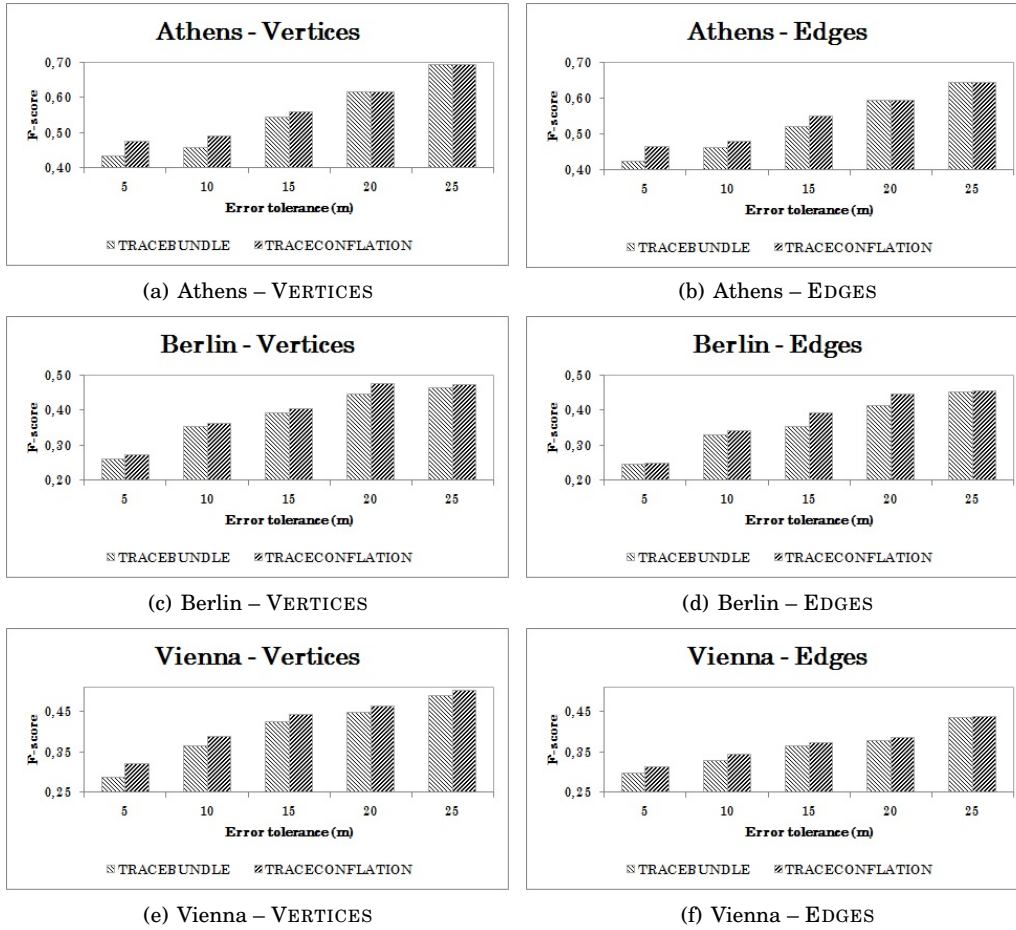 Athens - Vertices
0,70
0,60
0,50
0,40
F-score
5 10 15 20 25
Error tolerance (m)
TRACEBUNDLE TRACECONFLATION
(a) Athens – VERTICES
Athens - Edges
0,70
0,60
0,50
0,40
F-score
5 10 15 20 25
Error tolerance (m)
TRACEBUNDLE TRACECONFLATION
(b) Athens – EDGES
Berlin - Vertices
0,50
0,40
0,30
0,20
F-score
5 10 15 20 25
Error tolerance (m)
TRACEBUNDLE TRACECONFLATION
(c) Berlin – VERTICES
Berlin - Edges
0,50
0,40
0,30
0,20
F-score
5 10 15 20 25
Error tolerance (m)
TRACEBUNDLE TRACECONFLATION
(d) Berlin – EDGES
Vienna - Vertices
0,45
0,35
0,25
F-score
5 10 15 20 25
Error tolerance (m)
TRACEBUNDLE TRACECONFLATION
(e) Vienna – VERTICES
Vienna - Edges
0,45
0,35
0,25
F-score
5 10 15 20 25
Error tolerance (m)
TRACEBUNDLE TRACECONFLATION
(f) Vienna – EDGES